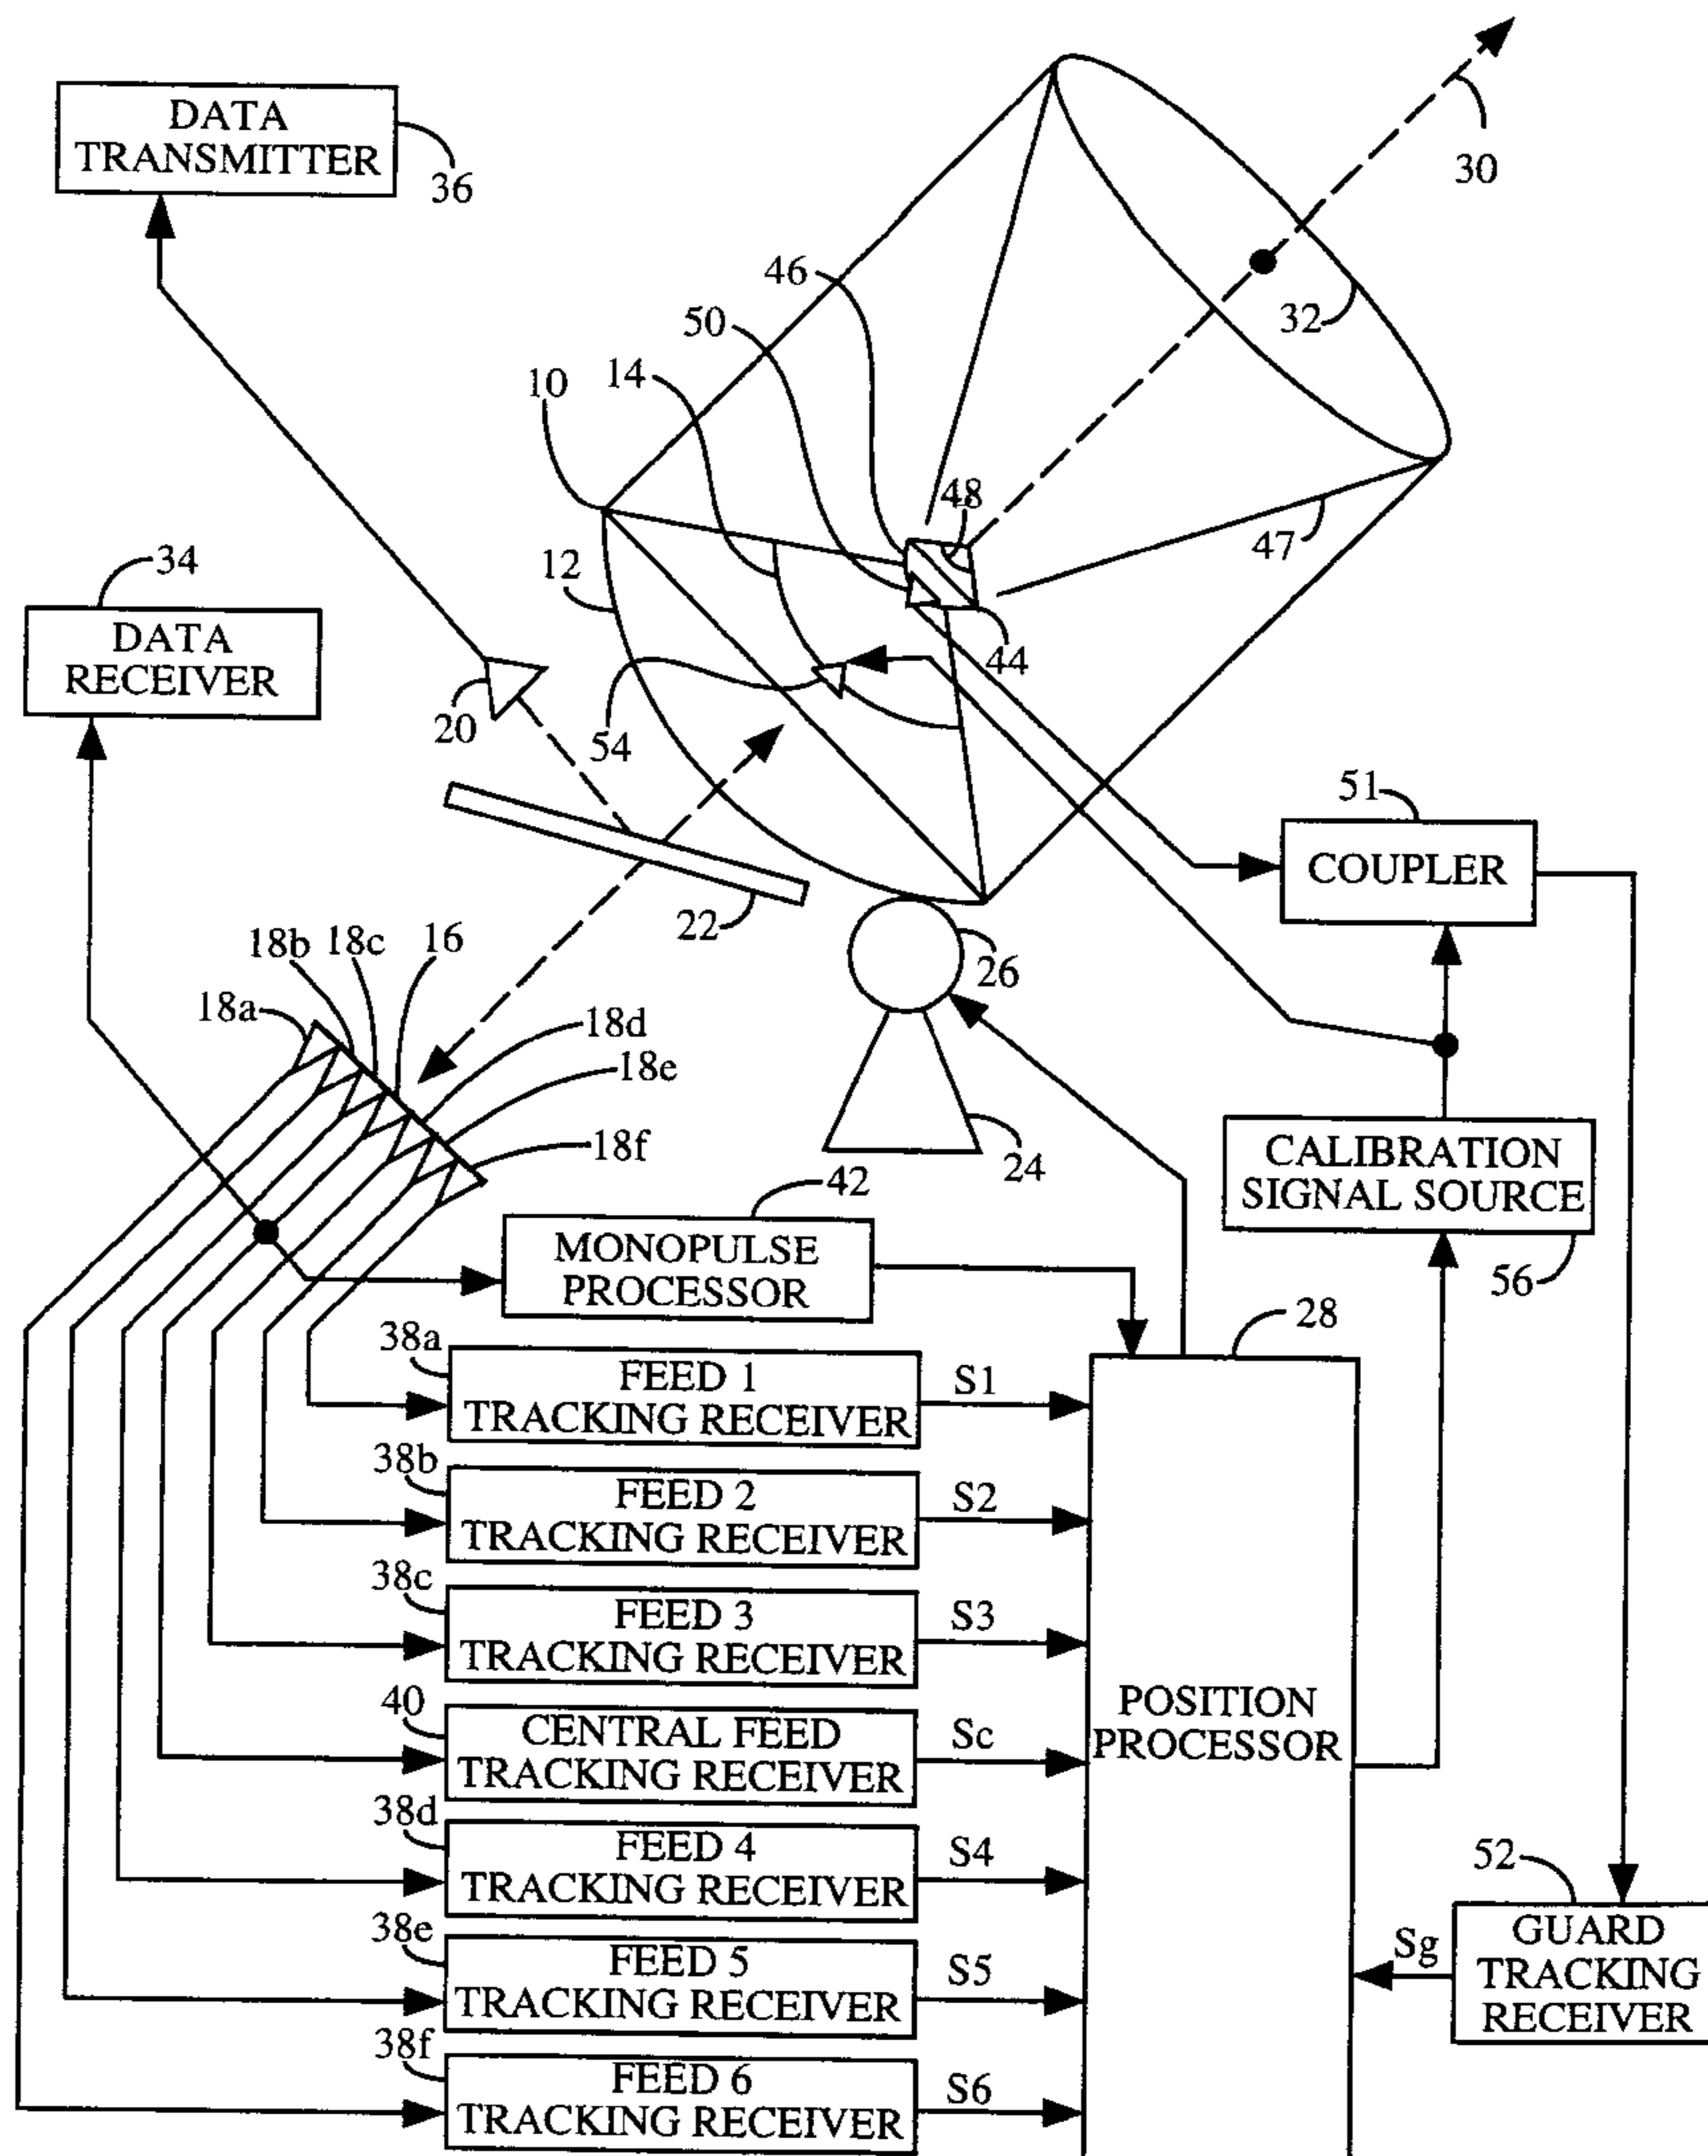 DATA
TRANSMITTER
36
30
46
50
32
10
14
48
47
34
12
DATA
RECEIVER
44
20
54
51
COUPLER
22
26
18b
18c
16
18a
18d
18e
18f
24
CALIBRATION
SIGNAL SOURCE
42
MONOPULSE
PROCESSOR
56
28
38a
FEED 1
TRACKING RECEIVER
S1
38b
FEED 2
TRACKING RECEIVER
S2
38c
FEED 3
TRACKING RECEIVER
S3
40
CENTRAL FEED
TRACKING RECEIVER
Sc
POSITION
PROCESSOR
38d
FEED 4
TRACKING RECEIVER
S4
52
GUARD
TRACKING
RECEIVER
Sg
38e
FEED 5
TRACKING RECEIVER
S5
38f
FEED 6
TRACKING RECEIVER
S6